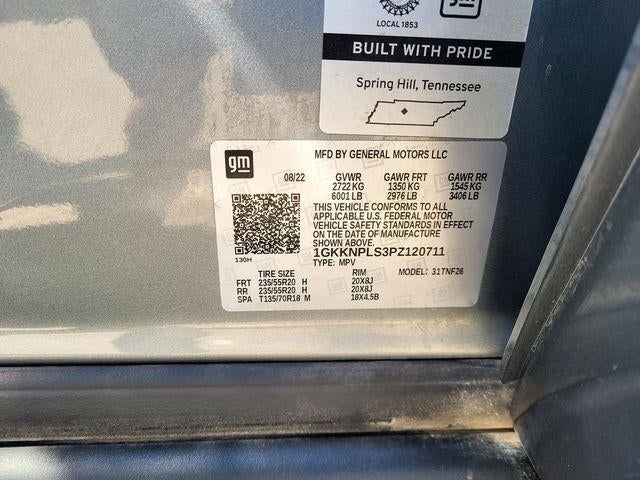 gm
LOCAL 1853
BUILT WITH PRIDE
Spring Hill, Tennessee
gm
MFD BY GENERAL MOTORS LLC
08/22 GVWR GAWR FRT GAWR RR
2722 KG 1350 KG 1545 KG
6001 LB 2976 LB 3406 LB
THIS VEHICLE CONFORMS TO ALL
APPLICABLE U.S. FEDERAL MOTOR
VEHICLE SAFETY STANDARDS IN EFFECT
ON THE DATE OF MANUFACTURE
SHOWN ABOVE.
1GKKNPLS3PZ120711
130H
TYPE: MPV MODEL: 31TNF26
TIRE SIZE RIM
FRT 235/55R20 H 20X8J
RR 235/55R20 H 20X8J
SPA T135/70R18 M 18X4.5B